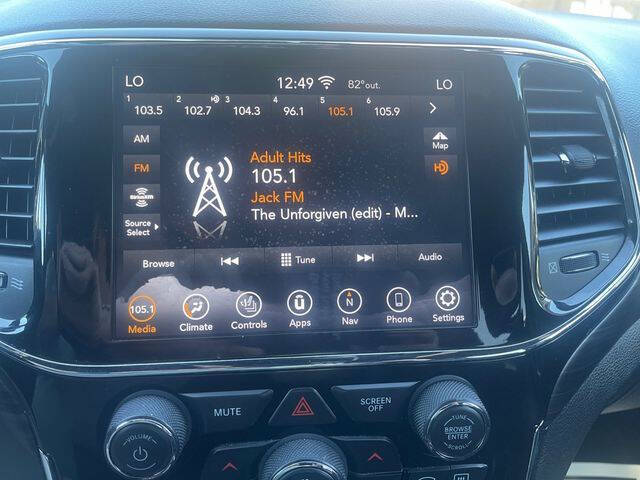 LO 12:49 82° out. LO
1 103.5 2 102.7 HD 3 104.3 4 96.1 5 105.1 6 105.9
AM
FM
SiriusXM
Source
Select
Adult Hits
105.1
Jack FM
The Unforgiven (edit) - M...
Map
HD
Browse Tune Audio
105.1 N
Media Climate Controls Apps Nav Phone Settings
MUTE
SCREEN
OFF
VOLUME
TUNE
BROWSE
ENTER
SCROLL